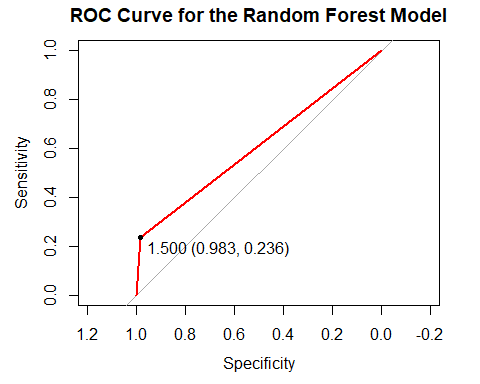 ROC Curve for the Random Forest Model
1.0
0.8
0.6
0.4
0.2
0.0
Sensitivity
1.500 (0.983, 0.236)
1.2 1.0 0.8 0.6 0.4 0.2 0.0 -0.2
Specificity